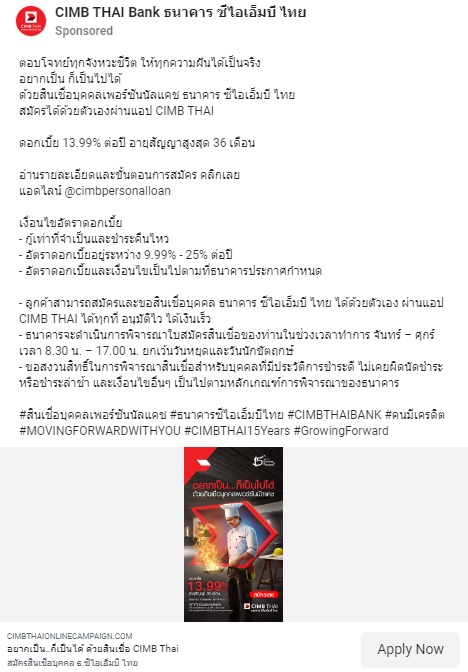 CIMB THAI Bank ธนาคาร ซีไอเอ็มบี ไทย
Sponsored
ตอบโจทย์ทุกจังหวะชีวิต ให้ทุกความฝันได้เป็นจริง
อยากเป็น ก็เป็นไปได้
ด้วยสินเชื่อบุคคลเพอร์ซันนัลแคช ธนาคาร ซีไอเอ็มบี ไทย
สมัครได้ด้วยตัวเองผ่านแอป CIMB THAI
ดอกเบี้ย 13.99% ต่อปี อายุสัญญาสูงสุด 36 เดือน
อ่านรายละเอียดและขั้นตอนการสมัคร คลิกเลย
แอดไลน์ @cimbpersonalloan
เงื่อนไขอัตราดอกเบี้ย
- กู้เท่าที่จำเป็นและชำระคืนไหว
- อัตราดอกเบี้ยอยู่ระหว่าง 9.99% - 25% ต่อปี
- อัตราดอกเบี้ยและเงื่อนไขเป็นไปตามที่ธนาคารประกาศกำหนด
- ลูกค้าสามารถสมัครและขอสินเชื่อบุคคล ธนาคาร ซีไอเอ็มบี ไทย ได้ด้วยตัวเอง ผ่านแอป
CIMB THAI ได้ทุกที่ อนุมัติไว ได้เงินเร็ว
- ธนาคารจะดำเนินการพิจารณาใบสมัครสินเชื่อของท่านในช่วงเวลาทำการ จันทร์ – ศุกร์
เวลา 8.30 น. – 17.00 น. ยกเว้นวันหยุดและวันนักขัตฤกษ์
- ขอสงวนสิทธิ์ในการพิจารณาสินเชื่อสำหรับบุคคลที่มีประวัติการชำระดี ไม่เคยผิดนัดชำระ
หรือชำระล่าช้า และเงื่อนไขอื่นๆ เป็นไปตามหลักเกณฑ์การพิจารณาของธนาคาร
#สินเชื่อบุคคลเพอร์ซันนัลแคช #ธนาคารซีไอเอ็มบีไทย #CIMBTHAIBANK #คนมีเครดิต
#MOVINGFORWARDWITHYOU #CIMBTHAI15Years #GrowingForward
อยากเป็น...ก็เป็นไปได้
ด้วยสินเชื่อบุคคลเพอร์ซันนัลแคช
13.99%
สมัครเลย
CIMB THAI
CIMBTHAIONLINECAMPAIGN.COM
อยากเป็น..ก็เป็นได้ ด้วยสินเชื่อ CIMB Thai
สมัครสินเชื่อบุคคล ธ.ซีไอเอ็มบี ไทย
Apply Now